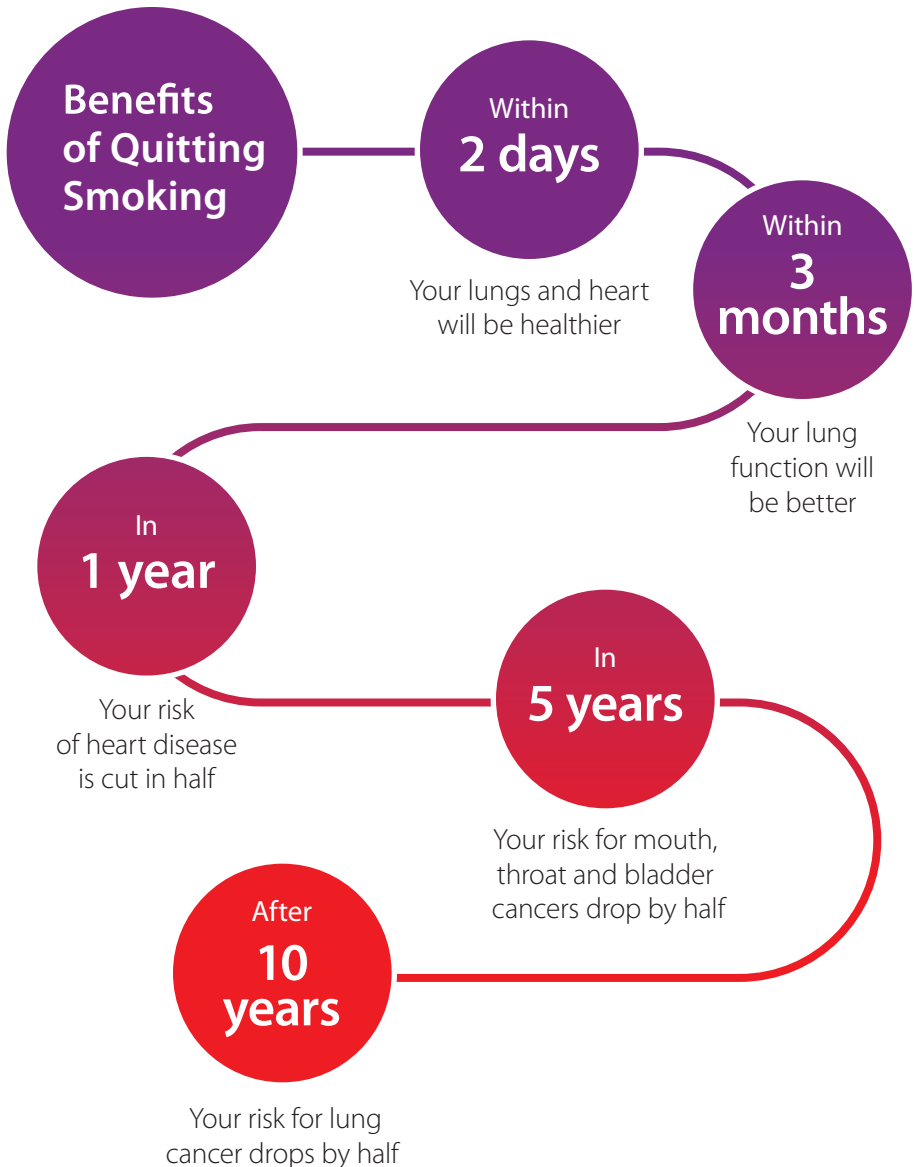 Benefits
of Quitting
Smoking
Within
2 days
Your lungs and heart
will be healthier
Within
3
months
Your lung
function will
be better
In
1 year
Your risk
of heart disease
is cut in half
In
5 years
Your risk for mouth,
throat and bladder
cancers drop by half
After
10
years
Your risk for lung
cancer drops by half